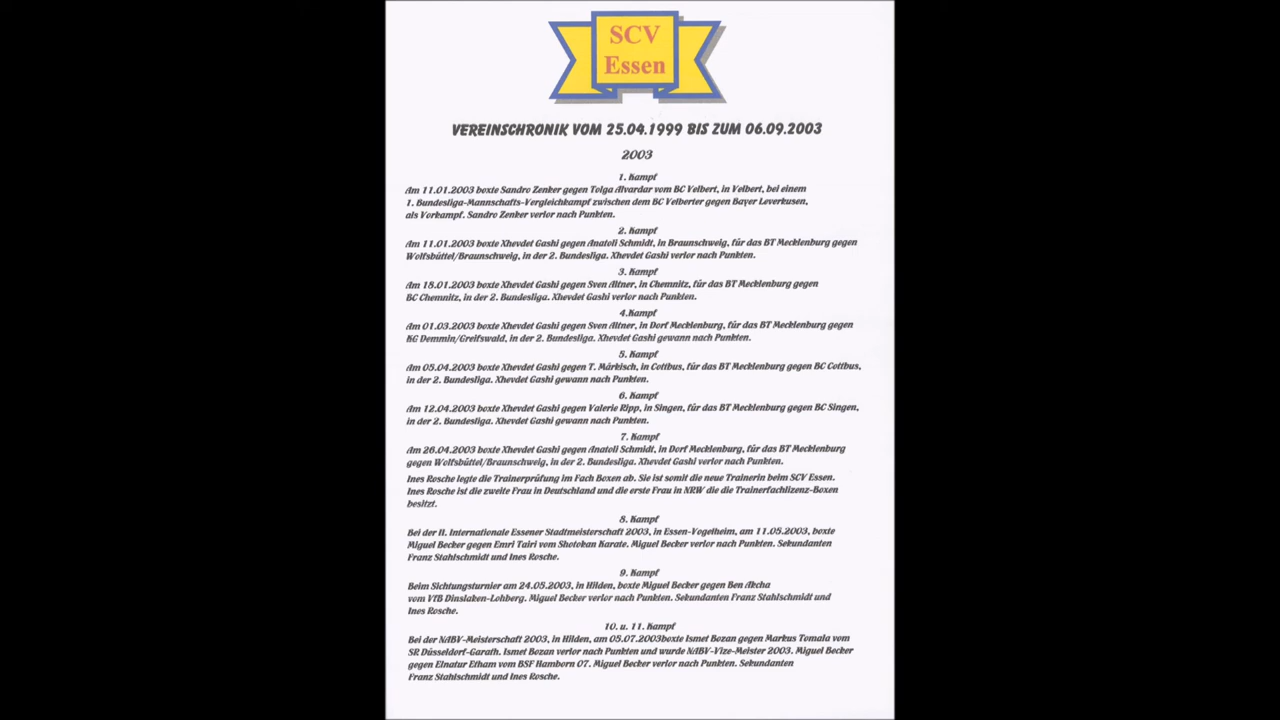 SCV
Essen
VEREINSCHRONIK VOM 25.04.1999 BIS ZUM 06.09.2003
2003
1. Kampf
Am 11.01.2003 boxte Sandro Zenker gegen Tolga Alvardar vom BC Velbert, in Velbert, bei einem
1. Bundesliga-Mannschafts-Vergleichkampf zwischen dem BC Velberter gegen Bayer Leverkusen,
als Vorkampf. Sandro Zenker verlor nach Punkten.
2. Kampf
Am 11.01.2003 boxte Xhevdet Gashi gegen Anatoli Schmidt, in Braunschweig, für das BT Mecklenburg gegen
Wolfsbüttel/Braunschweig, in der 2. Bundesliga. Xhevdet Gashi verlor nach Punkten.
3. Kampf
Am 18.01.2003 boxte Xhevdet Gashi gegen Sven Altner, in Chemnitz, für das BT Mecklenburg gegen
BC Chemnitz, in der 2. Bundesliga. Xhevdet Gashi verlor nach Punkten.
4.Kampf
Am 01.03.2003 boxte Xhevdet Gashi gegen Sven Altner, in Dorf Mecklenburg, für das BT Mecklenburg gegen
KG Demmin/Greifswald, in der 2. Bundesliga. Xhevdet Gashi gewann nach Punkten.
5. Kampf
Am 05.04.2003 boxte Xhevdet Gashi gegen T. Märkisch, in Cottbus, für das BT Mecklenburg gegen BC Cottbus,
in der 2. Bundesliga. Xhevdet Gashi gewann nach Punkten.
6. Kampf
Am 12.04.2003 boxte Xhevdet Gashi gegen Valerie Ripp, in Singen, für das BT Mecklenburg gegen BC Singen,
in der 2. Bundesliga. Xhevdet Gashi gewann nach Punkten.
7. Kampf
Am 26.04.2003 boxte Xhevdet Gashi gegen Anatoli Schmidt, in Dorf Mecklenburg, für das BT Mecklenburg
gegen Wolfsbüttel/Braunschweig, in der 2. Bundesliga. Xhevdet Gashi verlor nach Punkten.
Ines Rosche legte die Trainerprüfung im Fach Boxen ab. Sie ist somit die neue Trainerin beim SCV Essen.
Ines Rosche ist die zweite Frau in Deutschland und die erste Frau in NRW die die Trainerfachlizenz-Boxen
besitzt.
8. Kampf
Bei der II. Internationale Essener Stadtmeisterschaft 2003, in Essen-Vogelheim, am 11.05.2003, boxte
Miguel Becker gegen Emri Tairi vom Shotokan Karate. Miguel Becker verlor nach Punkten. Sekundanten
Franz Stahlschmidt und Ines Rosche.
9. Kampf
Beim Sichtungsturnier am 24.05.2003, in Hilden, boxte Miguel Becker gegen Ben Akcha
vom VfB Dinslaken-Lohberg. Miguel Becker verlor nach Punkten. Sekundanten Franz Stahlschmidt und
Ines Rosche.
10. u. 11. Kampf
Bei der NABV-Meisterschaft 2003, in Hilden, am 05.07.2003boxte Ismet Bozan gegen Markus Tomala vom
SR Düsseldorf-Garath. Ismet Bozan verlor nach Punkten und wurde NABV-Vize-Meister 2003. Miguel Becker
gegen Elnatur Etham vom BSF Hamborn 07. Miguel Becker verlor nach Punkten. Sekundanten
Franz Stahlschmidt und Ines Rosche.